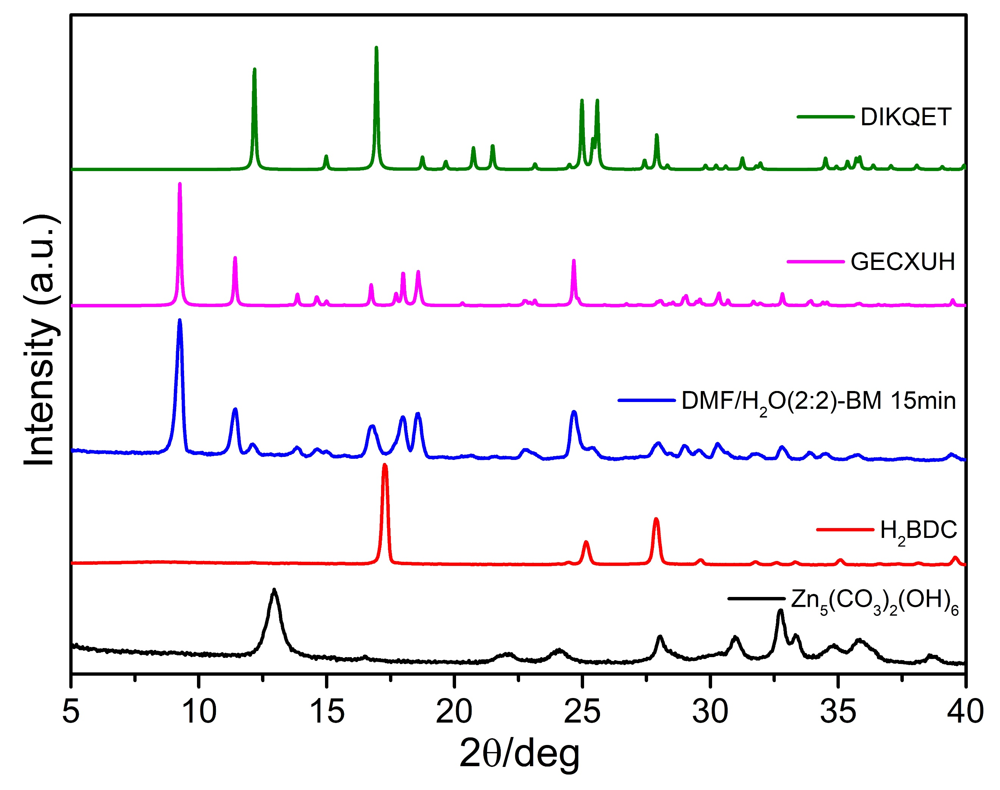 DIKQET
GECXUH
DMF/H₂O(2:2)-BM 15min
H₂BDC
Zn₅(CO₃)₂(OH)₆
Intensity (a.u.)
5 10 15 20 25 30 35 40
2θ/deg